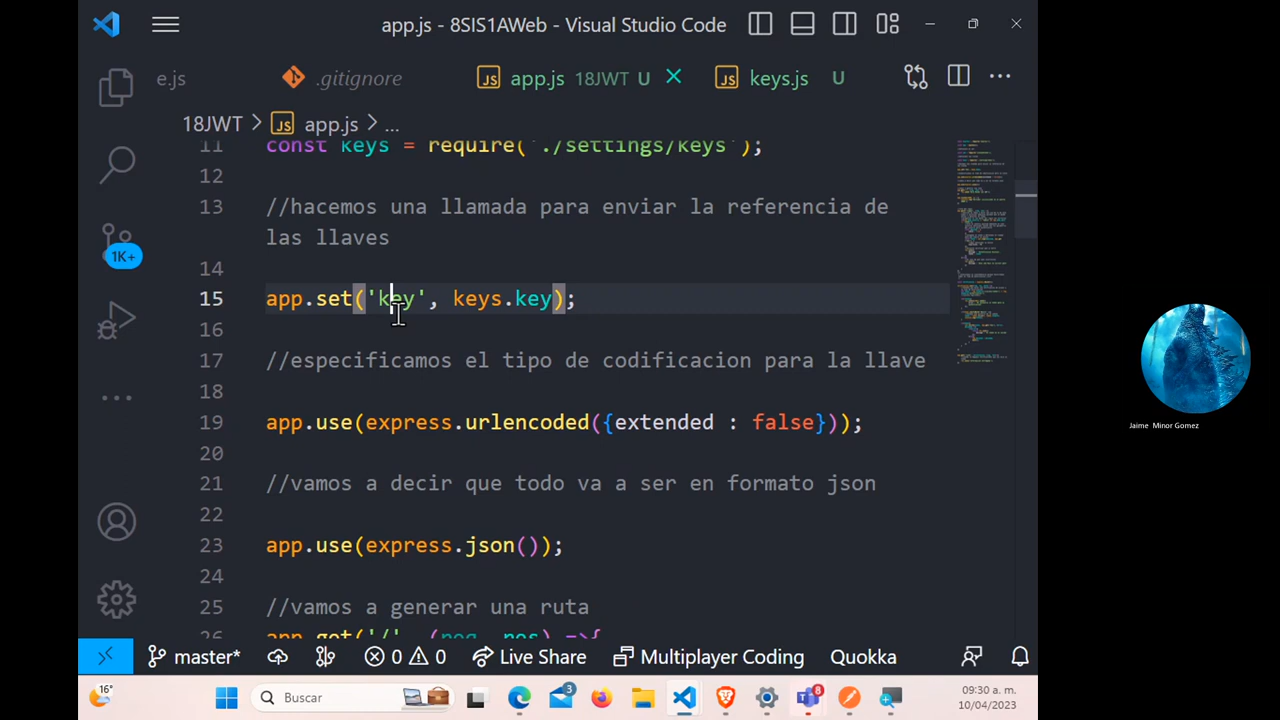 app.js - 8SIS1AWeb - Visual Studio Code
e.js
.gitignore
app.js 18JWT U
keys.js U
18JWT > app.js > ...
11 const keys = require('./settings/keys');
12
13 //hacemos una llamada para enviar la referencia de
las llaves
14
15 app.set('key', keys.key);
16
17 //especificamos el tipo de codificacion para la llave
18
19 app.use(express.urlencoded({extended : false}));
20
21 //vamos a decir que todo va a ser en formato json
22
23 app.use(express.json());
24
25 //vamos a generar una ruta
26 app.get('/', (req, res) =>{
1K+
Jaime Minor Gomez
master* 0 0 Live Share Multiplayer Coding Quokka
16°
Buscar
3
8
09:30 a. m.
10/04/2023